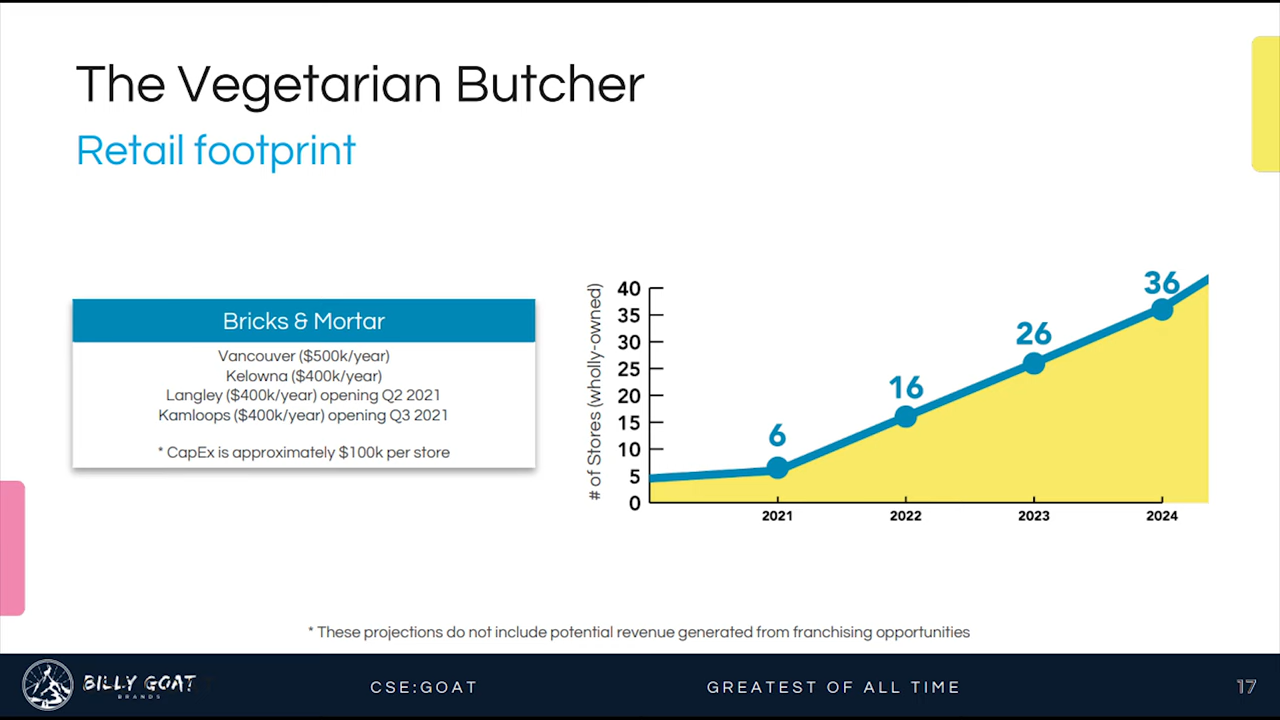 The Vegetarian Butcher
Retail footprint
Bricks & Mortar
Vancouver ($500k/year)
Kelowna ($400k/year)
Langley ($400k/year) opening Q2 2021
Kamloops ($400k/year) opening Q3 2021
* CapEx is approximately $100k per store
# of Stores (wholly-owned)
40
35
30
25
20
15
10
5
0
6
16
26
36
2021
2022
2023
2024
* These projections do not include potential revenue generated from franchising opportunities
BILLY GOAT
BRANDS
CSE:GOAT
GREATEST OF ALL TIME
17